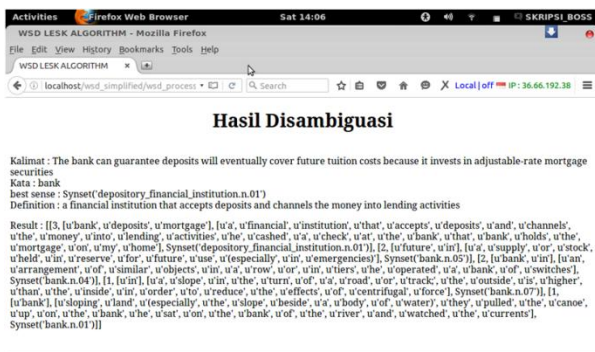 Activities Firefox Web Browser Sat 14:06 SKRIPSI_BOSS
WSD LESK ALGORITHM - Mozilla Firefox
File Edit View History Bookmarks Tools Help
WSD LESK ALGORITHM × +
localhost/wsd_simplified/wsd_process Search Local | off IP : 36.66.192.38
Hasil Disambiguasi
Kalimat : The bank can guarantee deposits will eventually cover future tuition costs because it invests in adjustable-rate mortgage
securities
Kata : bank
best sense : Synset('depository_financial_institution.n.01')
Definition : a financial institution that accepts deposits and channels the money into lending activities
Result : [[3, [u'bank', u'deposits', u'mortgage'], [u'a', u'financial', u'institution', u'that', u'accepts', u'deposits', u'and', u'channels',
u'the', u'money', u'into', u'lending', u'activities', u'he', u'cashed', u'a', u'check', u'at', u'the', u'bank', u'that', u'bank', u'holds', u'the',
u'mortgage', u'on', u'my', u'home'], Synset('depository_financial_institution.n.01')], [2, [u'future', u'in'], [u'a', u'supply', u'or', u'stock',
u'held', u'in', u'reserve', u'for', u'future', u'use', u'(especially', u'in', u'emergencies)'], Synset('bank.n.05')], [2, [u'bank', u'in'], [u'an',
u'arrangement', u'of', u'similar', u'objects', u'in', u'a', u'row', u'or', u'in', u'tiers', u'he', u'operated', u'a', u'bank', u'of', u'switches'],
Synset('bank.n.04')], [1, [u'in'], [u'a', u'slope', u'in', u'the', u'turn', u'of', u'a', u'road', u'or', u'track;', u'the', u'outside', u'is', u'higher',
u'than', u'the', u'inside', u'in', u'order', u'to', u'reduce', u'the', u'effects', u'of', u'centrifugal', u'force'], Synset('bank.n.07')], [1,
[u'bank'], [u'sloping', u'land', u'(especially', u'the', u'slope', u'beside', u'a', u'body', u'of', u'water)', u'they', u'pulled', u'the', u'canoe',
u'up', u'on', u'the', u'bank', u'he', u'sat', u'on', u'the', u'bank', u'of', u'the', u'river', u'and', u'watched', u'the', u'currents'],
Synset('bank.n.01')]]